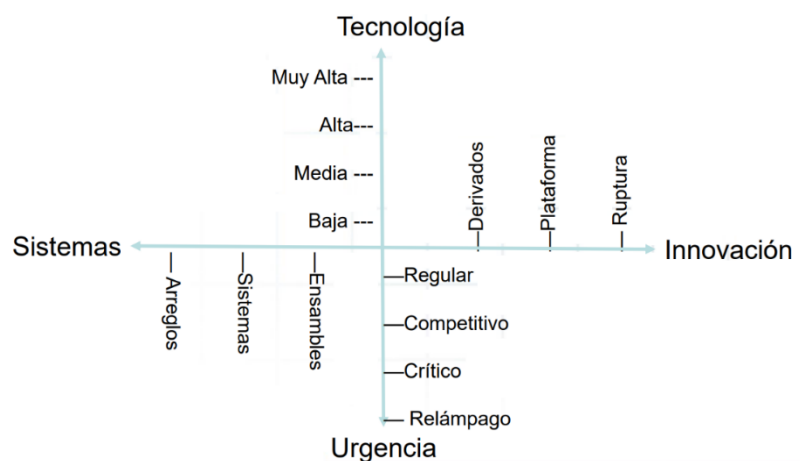 Tecnología
Muy Alta ---
Alta---
Media ---
Baja---
Derivados
Plataforma
Ruptura
Sistemas
Innovación
Arreglos
Sistemas
Ensambles
Regular
Competitivo
Crítico
Relámpago
Urgencia